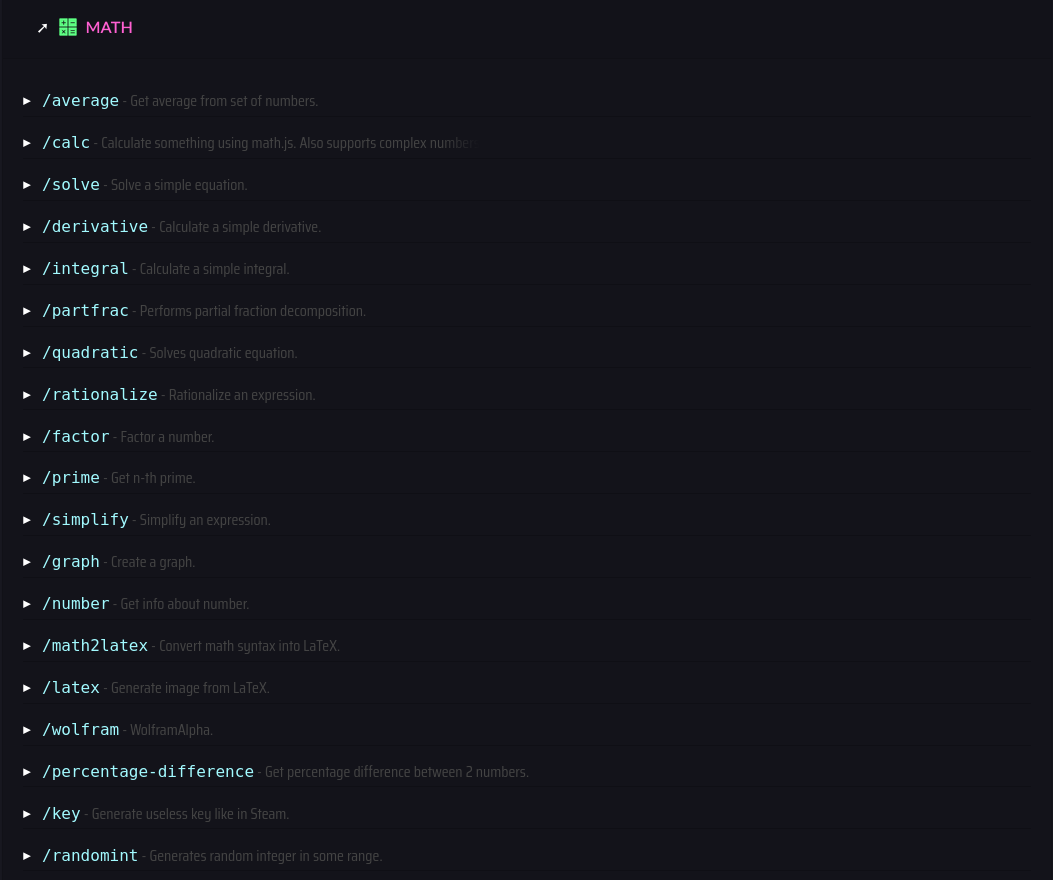 MATH
/average - Get average from set of numbers.
/calc - Calculate something using math.js. Also supports complex number
/solve - Solve a simple equation.
/derivative - Calculate a simple derivative.
/integral - Calculate a simple integral.
/partfrac - Performs partial fraction decomposition.
/quadratic - Solves quadratic equation.
/rationalize - Rationalize an expression.
/factor - Factor a number.
/prime - Get n-th prime.
/simplify - Simplify an expression.
/graph - Create a graph.
/number - Get info about number.
/math2latex - Convert math syntax into LaTeX.
/latex - Generate image from LaTeX.
/wolfram - WolframAlpha.
/percentage-difference - Get percentage difference between 2 numbers.
/key - Generate useless key like in Steam.
/randomint - Generates random integer in some range.